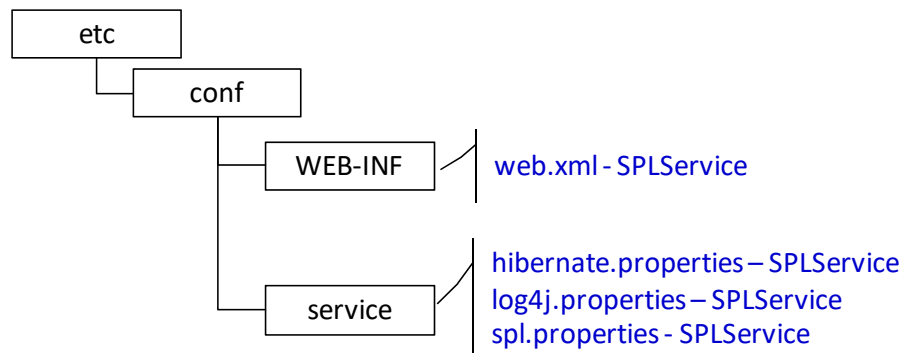 etc
conf
WEB-INF
web.xml - SPLService
hibernate.properties – SPLService
log4j.properties – SPLService
service
spl.properties - SPLService